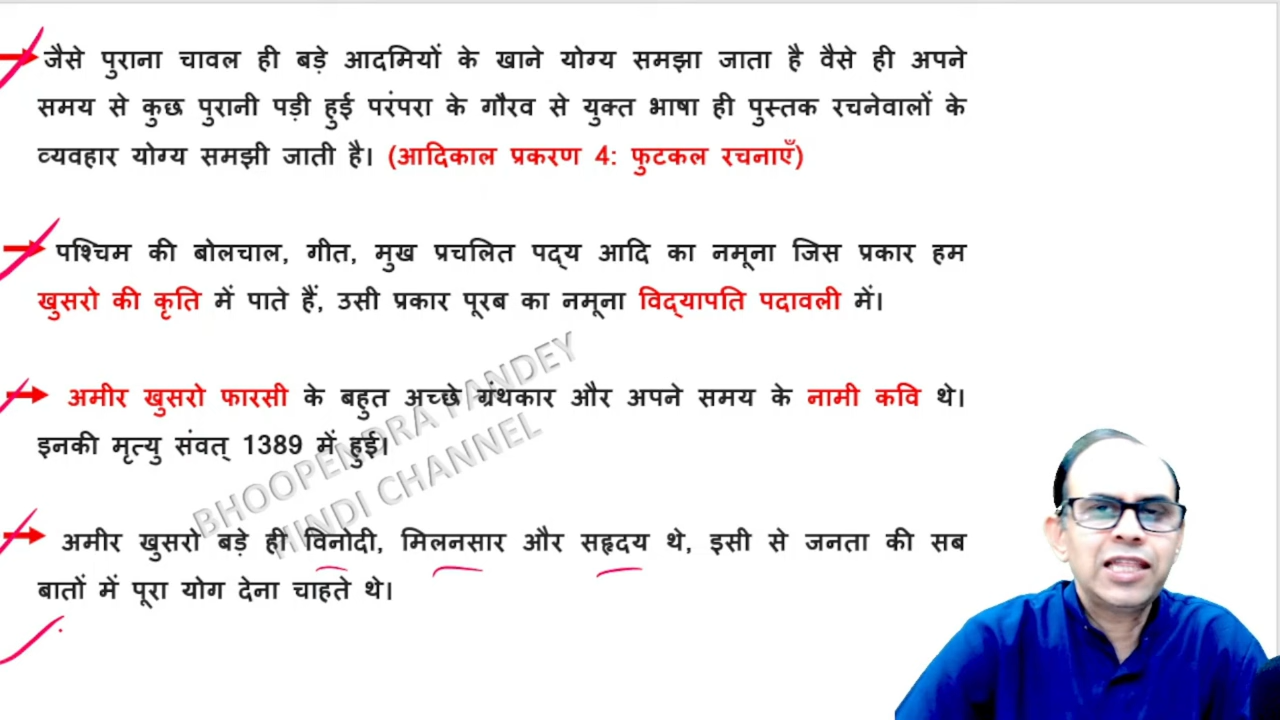 जैसे पुराना चावल ही बड़े आदमियों के खाने योग्य समझा जाता है वैसे ही अपने
समय से कुछ पुरानी पड़ी हुई परंपरा के गौरव से युक्त भाषा ही पुस्तक रचनेवालों के
व्यवहार योग्य समझी जाती है। (आदिकाल प्रकरण 4: फुटकल रचनाएँ)
पश्चिम की बोलचाल, गीत, मुख प्रचलित पद्य आदि का नमूना जिस प्रकार हम
खुसरो की कृति में पाते हैं, उसी प्रकार पूरब का नमूना विद्यापति पदावली में।
अमीर खुसरो फारसी के बहुत अच्छे ग्रंथकार और अपने समय के नामी कवि थे।
इनकी मृत्यु संवत् 1389 में हुई।
BHOOPENDRA PANDEY
HINDI CHANNEL
अमीर खुसरो बड़े ही विनोदी, मिलनसार और सहृदय थे, इसी से जनता की सब
बातों में पूरा योग देना चाहते थे।